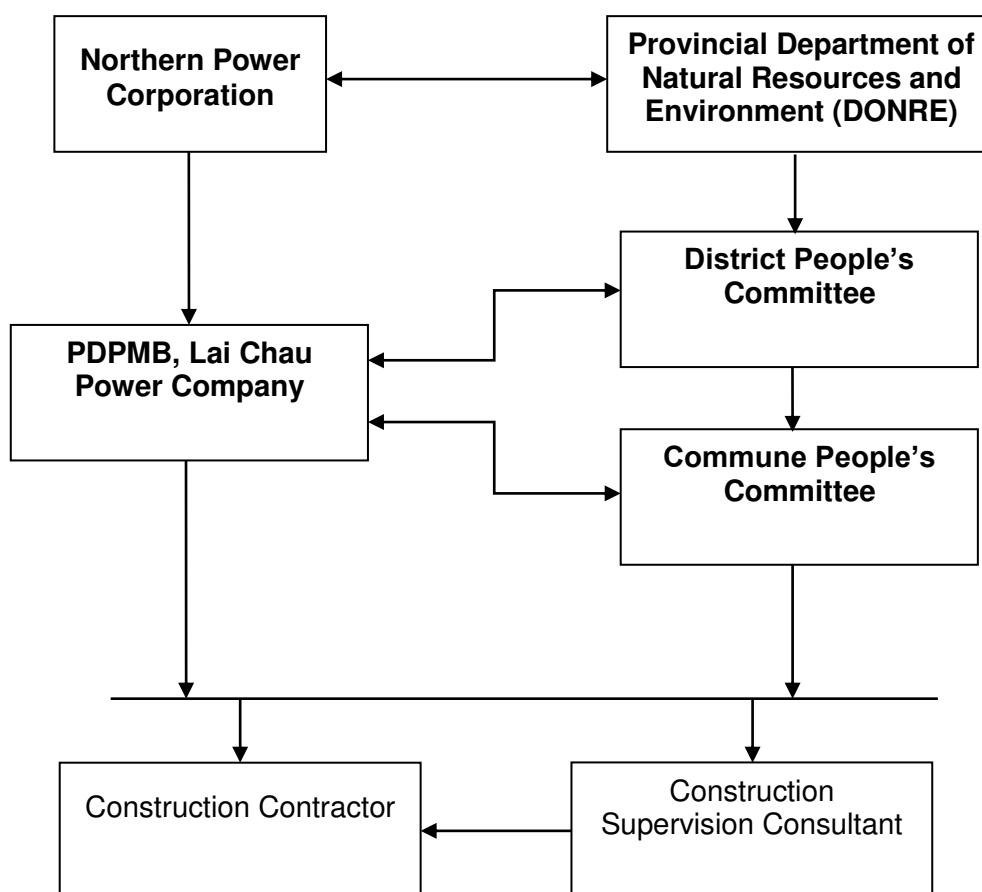 Northern Power
Corporation
Provincial Department of
Natural Resources and
Environment (DONRE)
District People’s
Committee
PDPMB, Lai Chau
Power Company
Commune People’s
Committee
Construction Contractor
Construction
Supervision Consultant